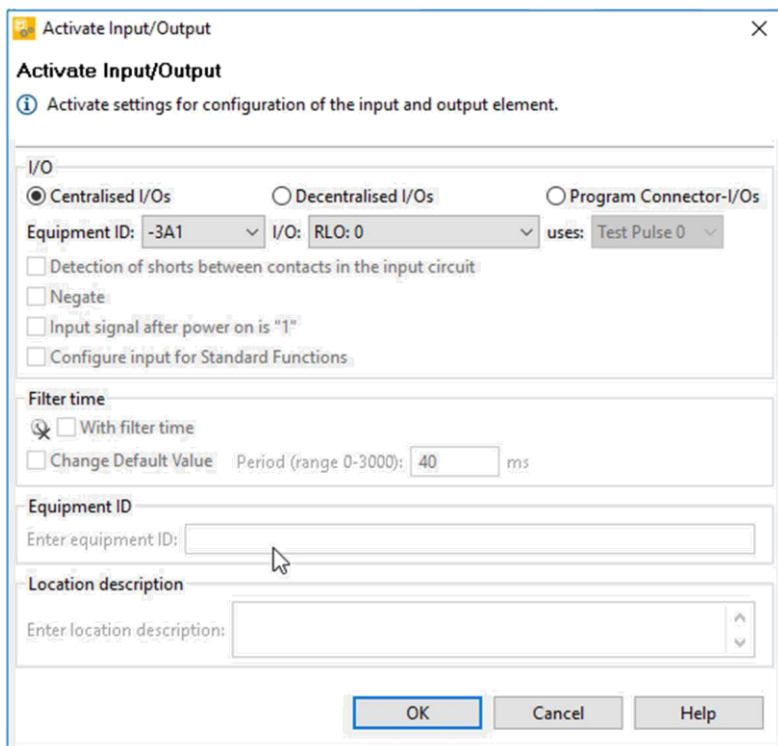 Activate Input/Output
Activate Input/Output
Activate settings for configuration of the input and output element.
I/O
Centralised I/Os Decentralised I/Os Program Connector-I/Os
Equipment ID: -3A1 I/O: RLO: 0 uses: Test Pulse 0
Detection of shorts between contacts in the input circuit
Negate
Input signal after power on is "1"
Configure input for Standard Functions
Filter time
With filter time
Change Default Value Period (range 0-3000): 40 ms
Equipment ID
Enter equipment ID:
Location description
Enter location description:
OK Cancel Help